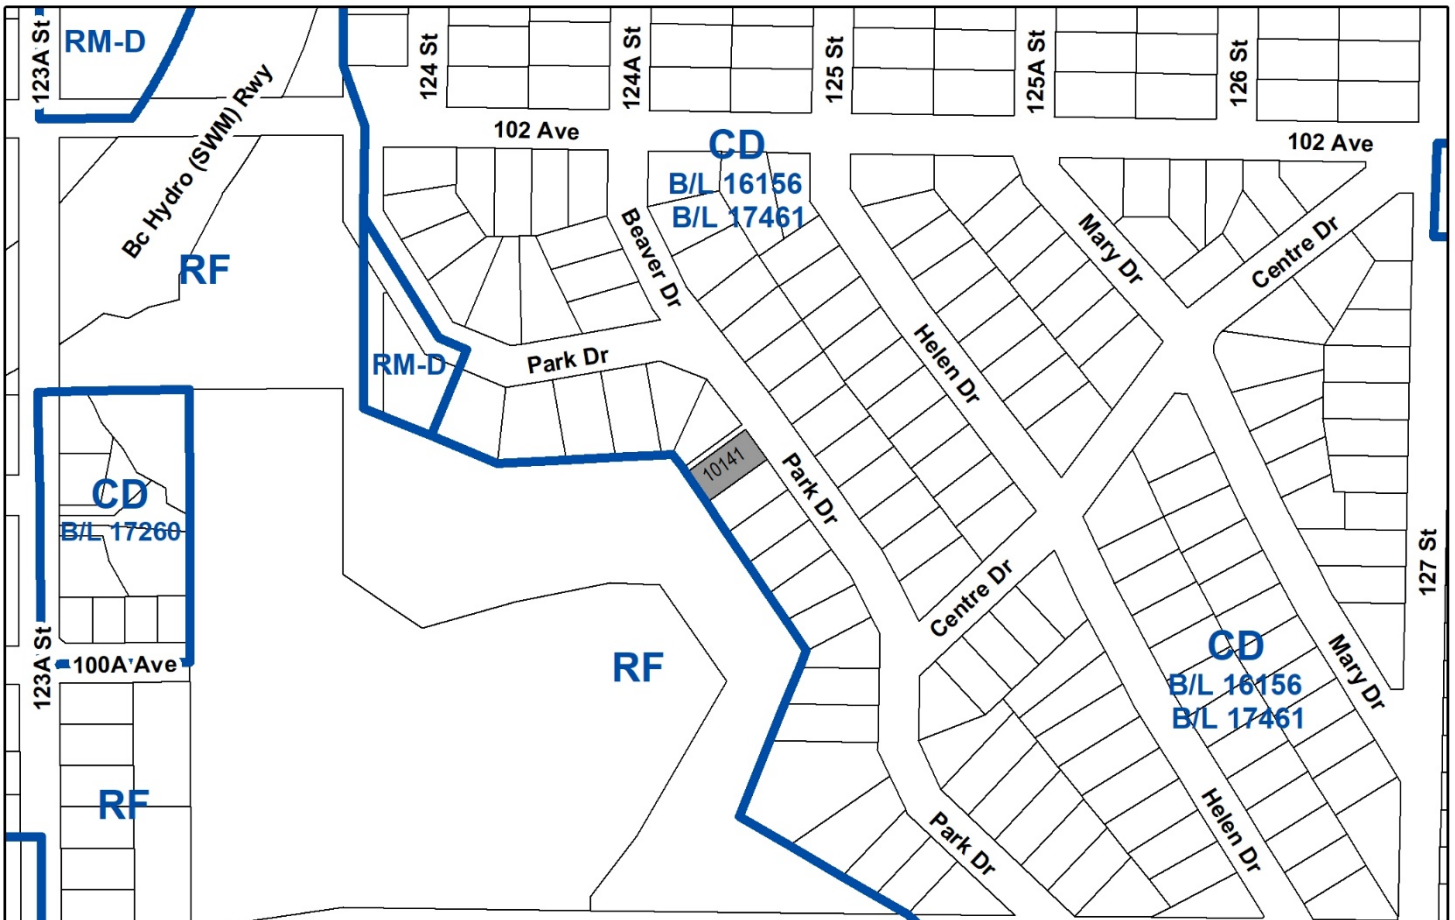 123A St
RM-D
124 St
124A St
125 St
125A St
126 St
Bc Hydro (SWM) Rwy
102 Ave
CD
B/L 16156
B/L 17461
102 Ave
RF
Beaver Dr
Mary Dr
Centre Dr
RM-D
Park Dr
Helen Dr
10141
Park Dr
CD
B/L 17260
127 St
Centre Dr
123A St
100A Ave
RF
CD
B/L 16156
B/L 17461
Mary Dr
RF
Park Dr
Helen Dr